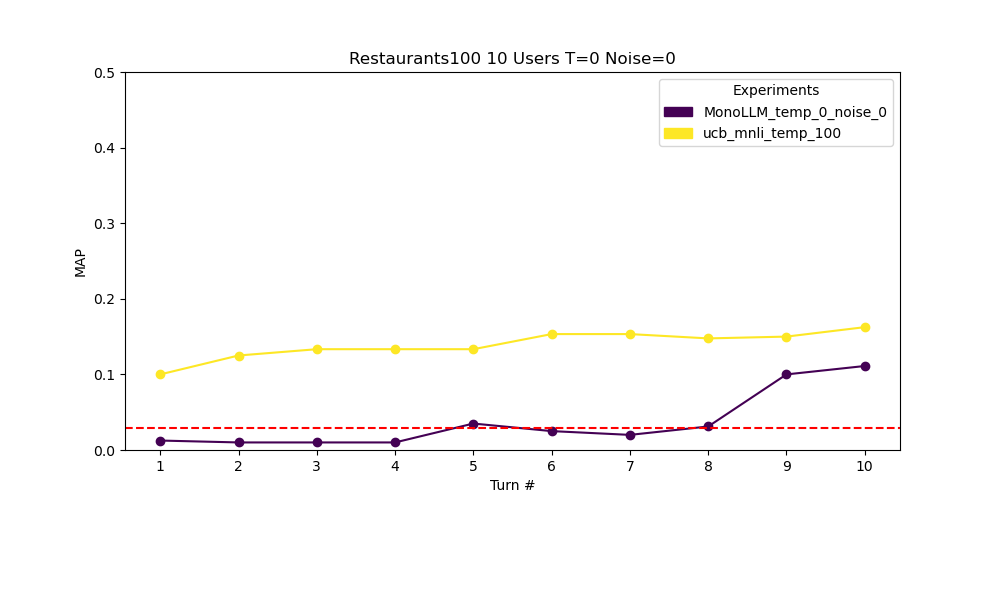 Restaurants100 10 Users T=0 Noise=0
Experiments
MonoLLM_temp_0_noise_0
ucb_mnli_temp_100
MAP
0.5
0.4
0.3
0.2
0.1
0.0
1 2 3 4 5 6 7 8 9 10
Turn #